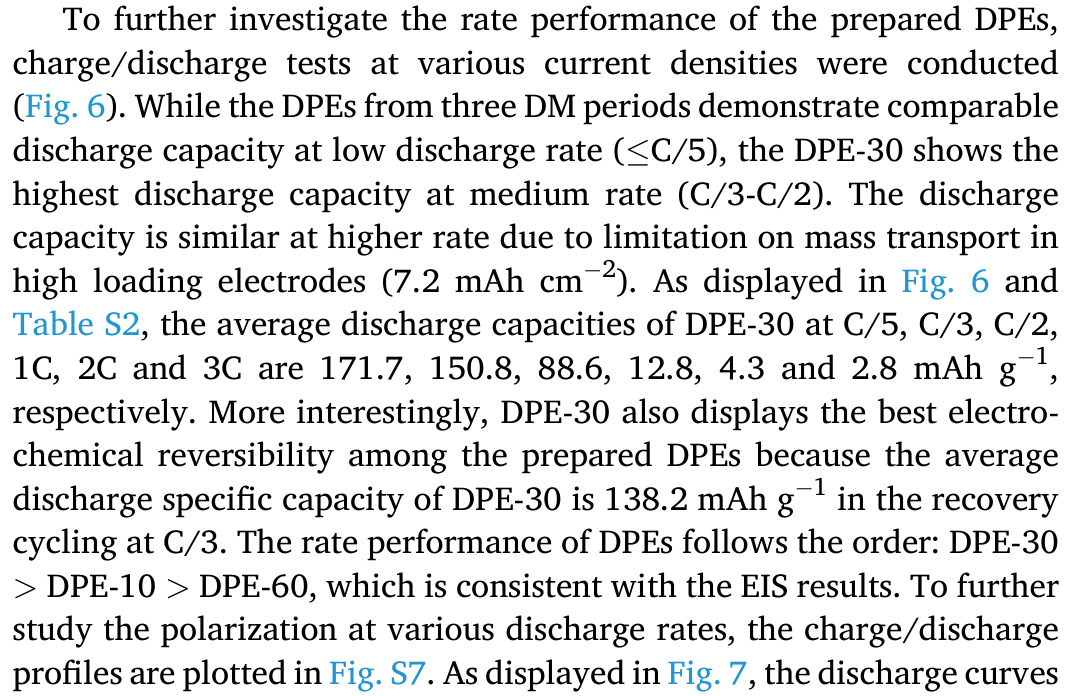 To further investigate the rate performance of the prepared DPEs,
charge/discharge tests at various current densities were conducted
(Fig. 6). While the DPEs from three DM periods demonstrate comparable
discharge capacity at low discharge rate (≤C/5), the DPE-30 shows the
highest discharge capacity at medium rate (C/3-C/2). The discharge
capacity is similar at higher rate due to limitation on mass transport in
high loading electrodes (7.2 mAh cm⁻²). As displayed in Fig. 6 and
Table S2, the average discharge capacities of DPE-30 at C/5, C/3, C/2,
1C, 2C and 3C are 171.7, 150.8, 88.6, 12.8, 4.3 and 2.8 mAh g⁻¹,
respectively. More interestingly, DPE-30 also displays the best electro-
chemical reversibility among the prepared DPEs because the average
discharge specific capacity of DPE-30 is 138.2 mAh g⁻¹ in the recovery
cycling at C/3. The rate performance of DPEs follows the order: DPE-30
> DPE-10 > DPE-60, which is consistent with the EIS results. To further
study the polarization at various discharge rates, the charge/discharge
profiles are plotted in Fig. S7. As displayed in Fig. 7, the discharge curves